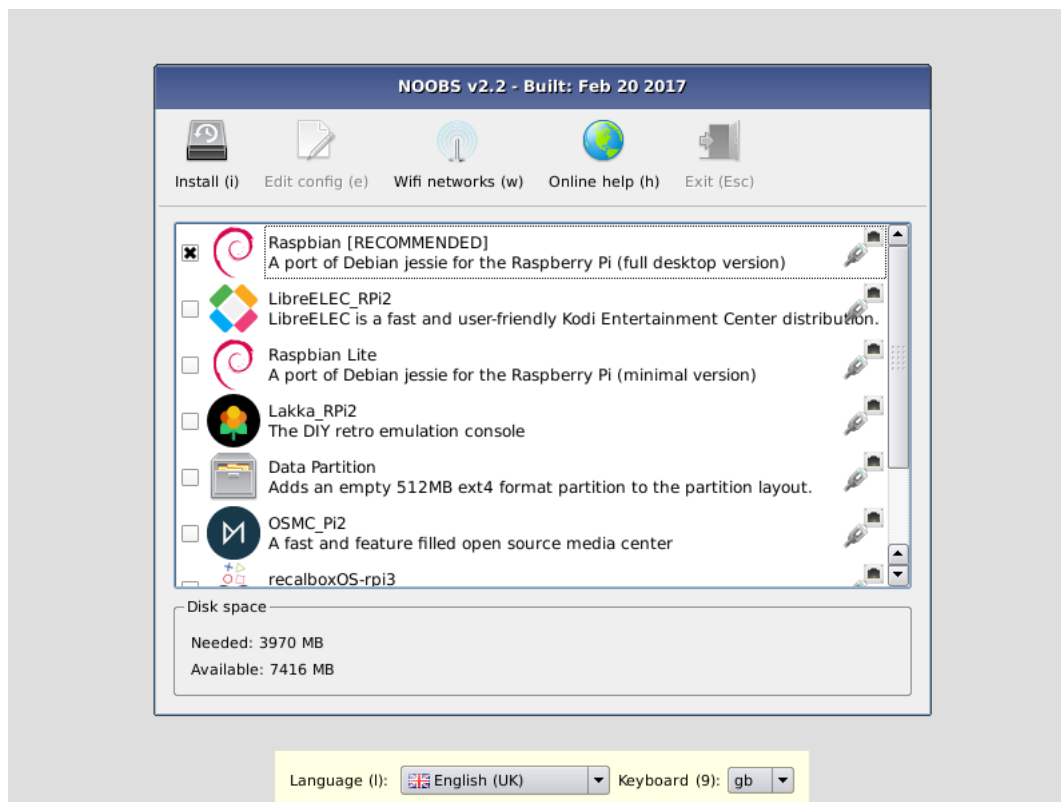 NOOBS v2.2 - Built: Feb 20 2017
Install (i) Edit config (e) Wifi networks (w) Online help (h) Exit (Esc)
Raspbian [RECOMMENDED]
A port of Debian jessie for the Raspberry Pi (full desktop version)
LibreELEC_RPi2
LibreELEC is a fast and user-friendly Kodi Entertainment Center distribution.
Raspbian Lite
A port of Debian jessie for the Raspberry Pi (minimal version)
Lakka_RPi2
The DIY retro emulation console
Data Partition
Adds an empty 512MB ext4 format partition to the partition layout.
OSMC_Pi2
A fast and feature filled open source media center
recalboxOS-rpi3
Disk space
Needed: 3970 MB
Available: 7416 MB
Language (l): English (UK) Keyboard (9): gb